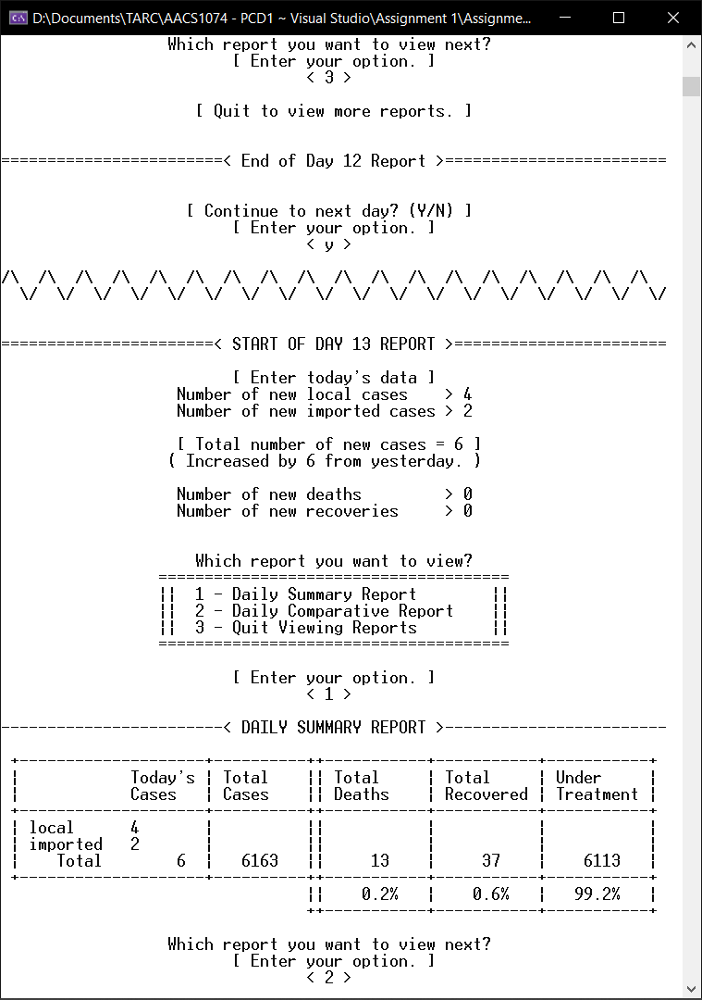 D:\Documents\TARC\AACS1074 - PCD1 ~ Visual Studio\Assignment 1\Assignme...
Which report you want to view next?
[ Enter your option. ]
< 3 >
[ Quit to view more reports. ]
========================< End of Day 12 Report >========================
[ Continue to next day? (Y/N) ]
[ Enter your option. ]
< y >
/\  /\  /\  /\  /\  /\  /\  /\  /\  /\  /\  /\  /\  /\  /\  /\  /\  /\
  \/  \/  \/  \/  \/  \/  \/  \/  \/  \/  \/  \/  \/  \/  \/  \/  \/  \/
=======================< START OF DAY 13 REPORT >=======================
[ Enter today's data ]
Number of new local cases    > 4
Number of new imported cases > 2
[ Total number of new cases = 6 ]
( Increased by 6 from yesterday. )
Number of new deaths         > 0
Number of new recoveries     > 0
Which report you want to view?
======================================
||  1 - Daily Summary Report        ||
||  2 - Daily Comparative Report    ||
||  3 - Quit Viewing Reports        ||
======================================
[ Enter your option. ]
< 1 >
------------------------< DAILY SUMMARY REPORT >------------------------
+--------------------+----------++-----------+-----------+-----------+
|            Today's | Total    || Total     | Total     | Under     |
|            Cases   | Cases    || Deaths    | Recovered | Treatment |
+--------------------+----------++-----------+-----------+-----------+
| local      4       |          ||           |           |           |
| imported   2       |          ||           |           |           |
|    Total        6  |   6163   ||     13    |     37    |    6113   |
+--------------------+----------++-----------+-----------+-----------+
||    0.2%   |    0.6%   |   99.2%   |
++-----------+-----------+-----------+
Which report you want to view next?
[ Enter your option. ]
< 2 >